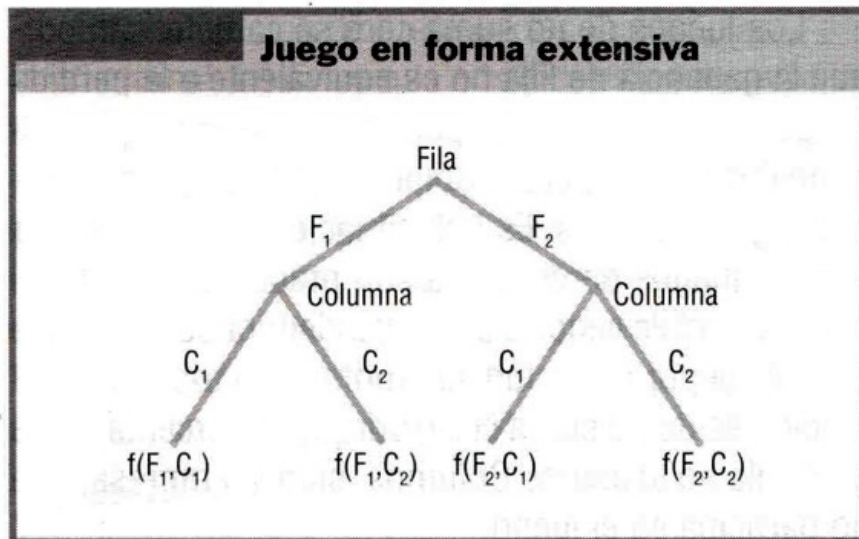 Juego en forma extensiva
Fila
F₁ F₂
Columna Columna
C₁ C₂ C₁ C₂
f(F₁,C₁) f(F₁,C₂) f(F₂,C₁) f(F₂,C₂)